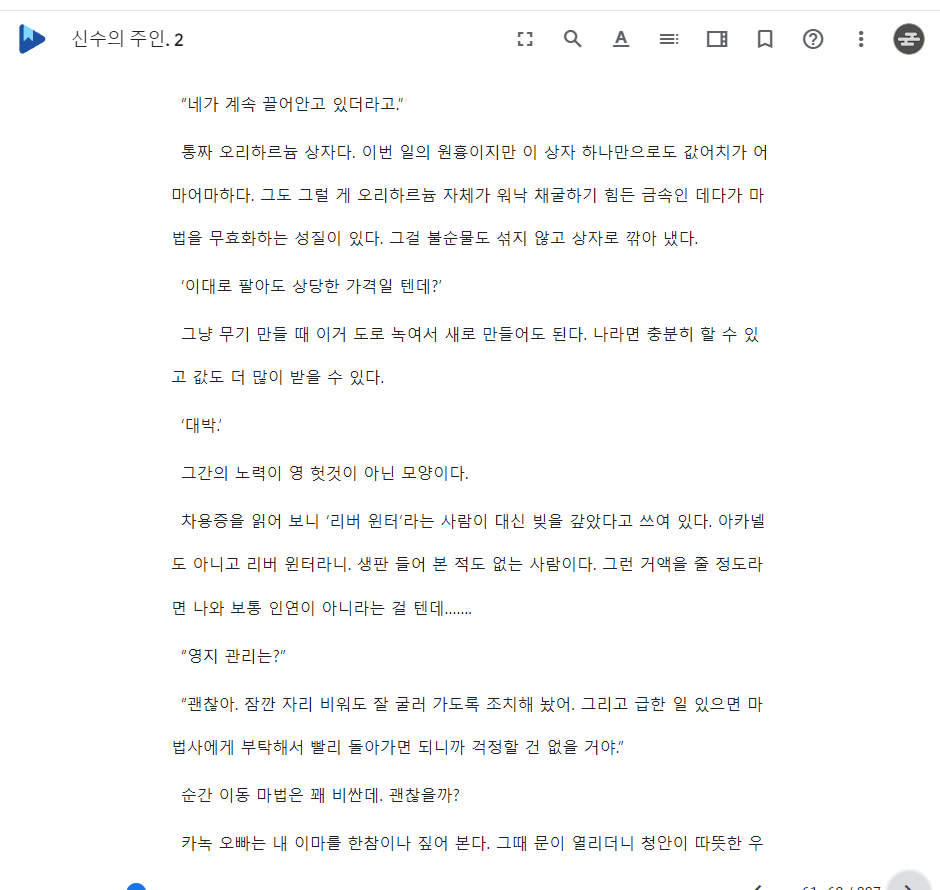 신수의 주인. 2
“네가 계속 끌어안고 있더라고.”
통짜 오리하르늄 상자다. 이번 일의 원흉이지만 이 상자 하나만으로도 값어치가 어
마어마하다. 그도 그럴 게 오리하르늄 자체가 워낙 채굴하기 힘든 금속인 데다가 마
법을 무효화하는 성질이 있다. 그걸 불순물도 섞지 않고 상자로 깎아 냈다.
‘이대로 팔아도 상당한 가격일 텐데?’
그냥 무기 만들 때 이거 도로 녹여서 새로 만들어도 된다. 나라면 충분히 할 수 있
고 값도 더 많이 받을 수 있다.
‘대박.’
그간의 노력이 영 헛것이 아닌 모양이다.
차용증을 읽어 보니 ‘리버 윈터’라는 사람이 대신 빚을 갚았다고 쓰여 있다. 아카넬
도 아니고 리버 윈터라니. 생판 들어 본 적도 없는 사람이다. 그런 거액을 줄 정도라
면 나와 보통 인연이 아니라는 걸 텐데…….
“영지 관리는?”
“괜찮아. 잠깐 자리 비워도 잘 굴러 가도록 조치해 놨어. 그리고 급한 일 있으면 마
법사에게 부탁해서 빨리 돌아가면 되니까 걱정할 건 없을 거야.”
순간 이동 마법은 꽤 비싼데. 괜찮을까?
카녹 오빠는 내 이마를 한참이나 짚어 본다. 그때 문이 열리더니 청안이 따뜻한 우